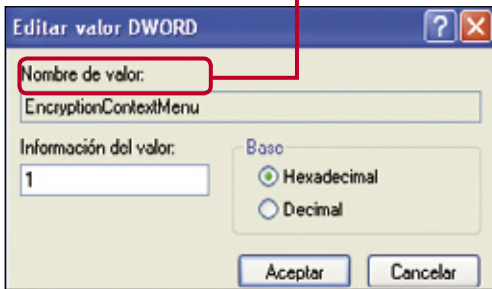 Editar valor DWORD
Nombre de valor:
EncryptionContextMenu
Información del valor:
1
Base
Hexadecimal
Decimal
Aceptar
Cancelar